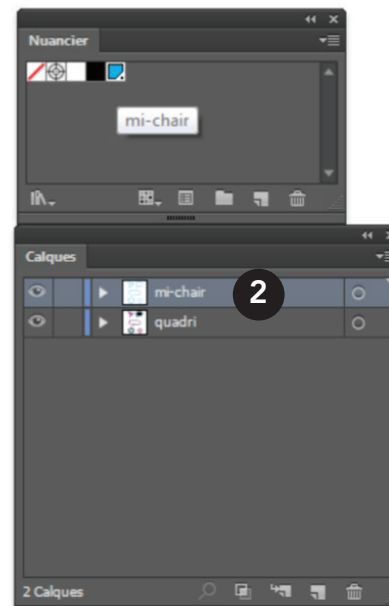 Nuancier
mi-chair
Calques
mi-chair 2
quadri
2 Calques